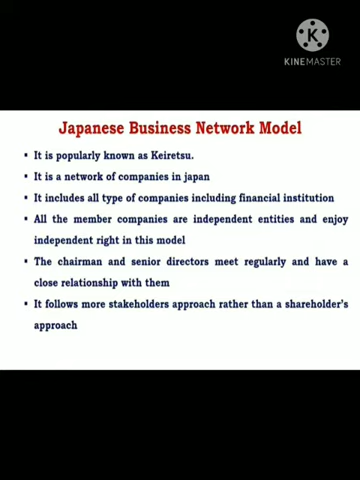 K
KINEMASTER
Japanese Business Network Model
▪ It is popularly known as Keiretsu.
▪ It is a network of companies in japan
▪ It includes all type of companies including financial institution
▪ All the member companies are independent entities and enjoy
independent right in this model
▪ The chairman and senior directors meet regularly and have a
close relationship with them
▪ It follows more stakeholders approach rather than a shareholder's
approach